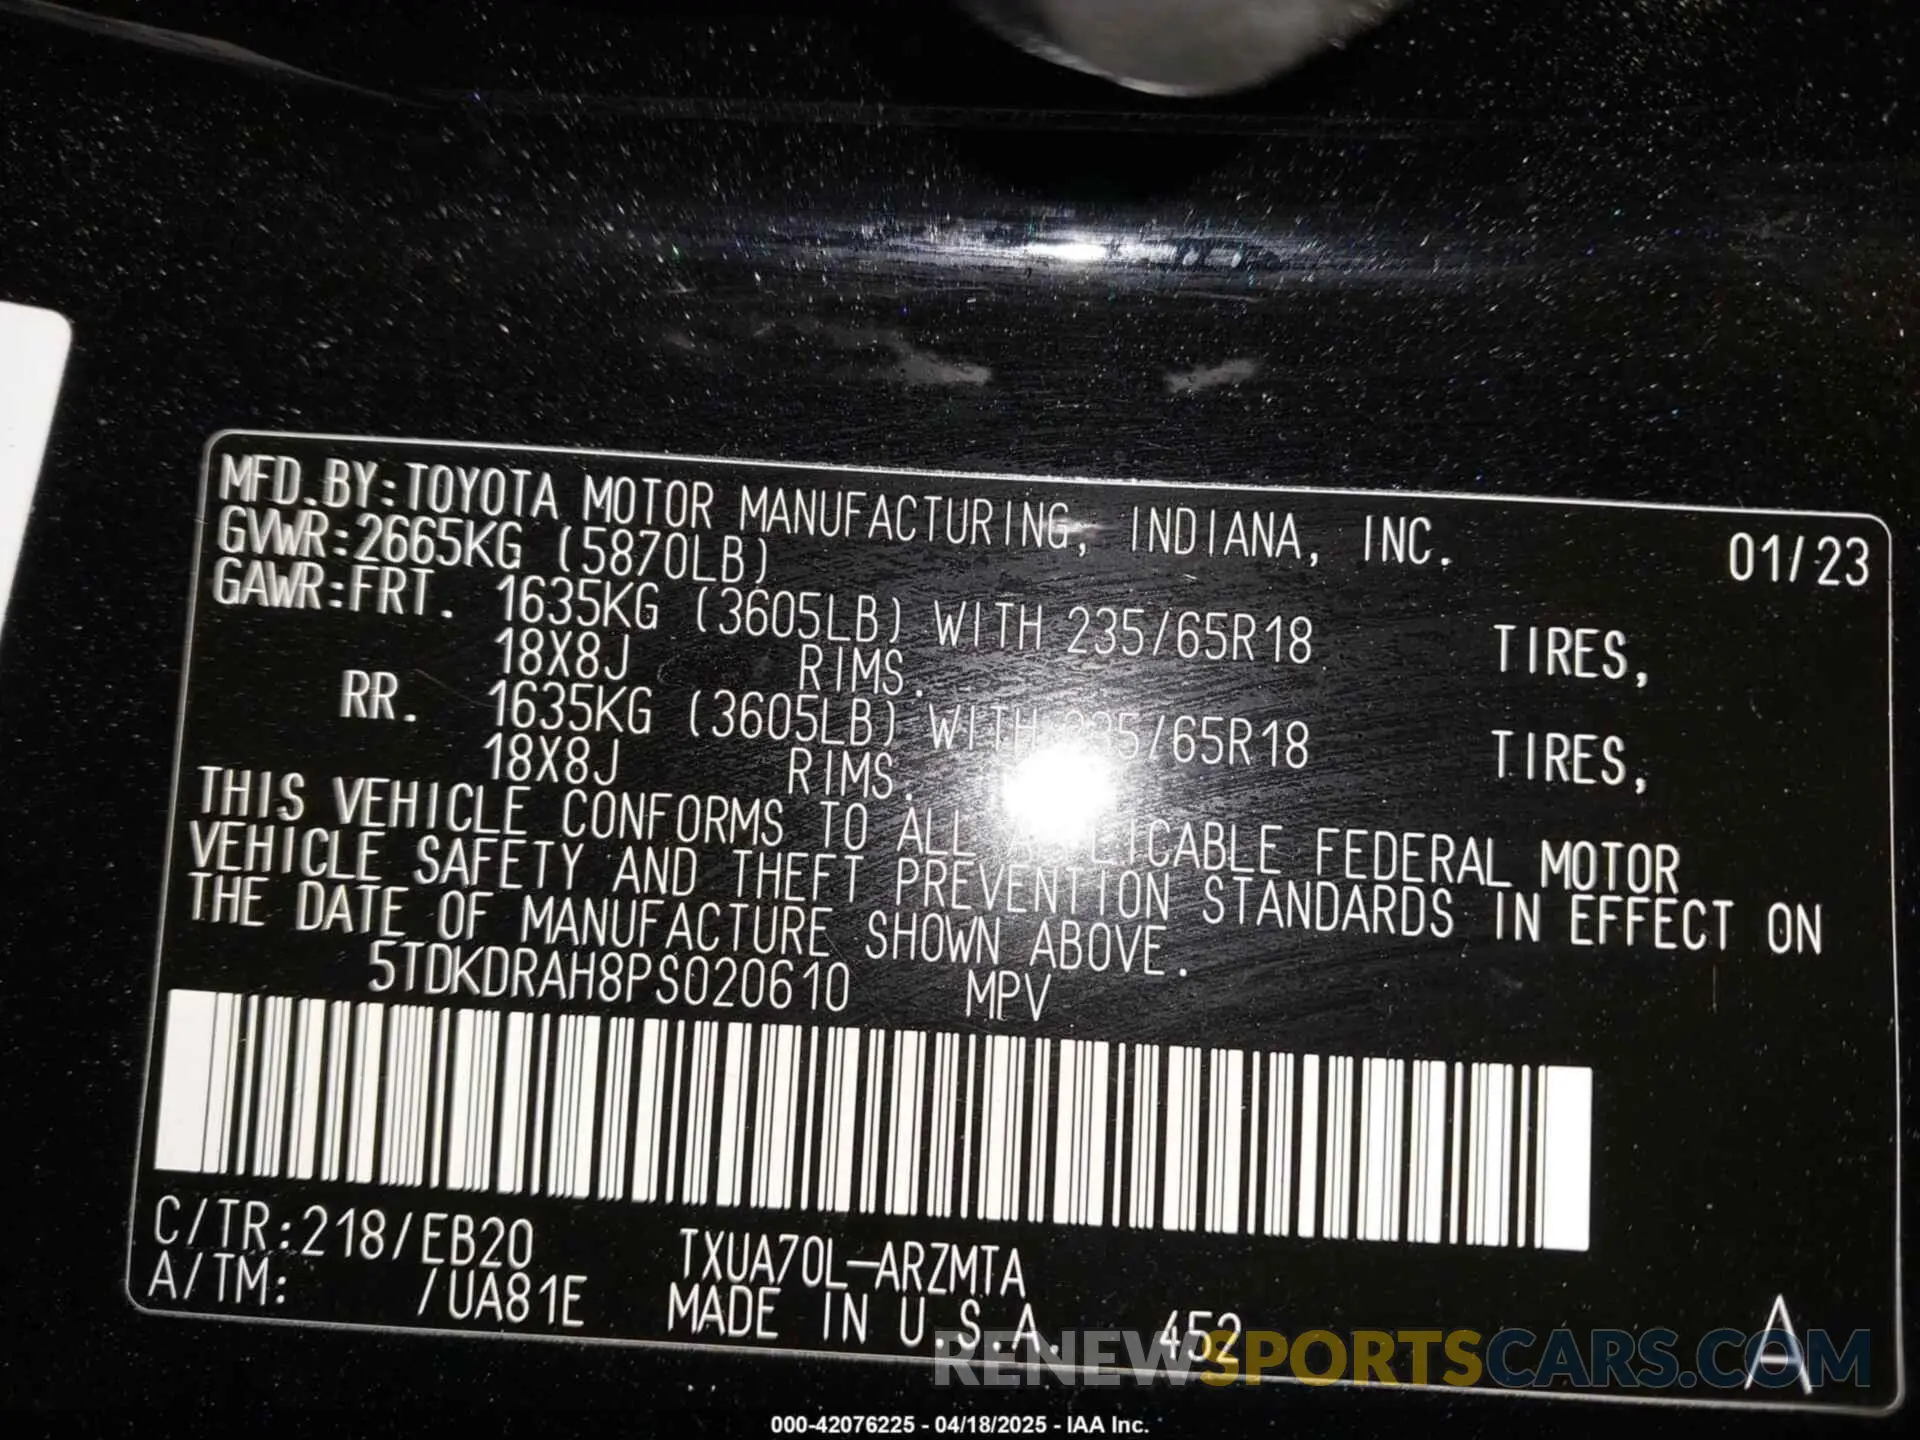 MFD.BY:TOYOTA MOTOR MANUFACTURING, INDIANA, INC. 01/23
GVWR:2665KG (5870LB)
GAWR:FRT. 1635KG (3605LB) WITH 235/65R18 TIRES,
18X8J RIMS.
RR. 1635KG (3605LB) WITH 235/65R18 TIRES,
18X8J RIMS.
THIS VEHICLE CONFORMS TO ALL APPLICABLE FEDERAL MOTOR
VEHICLE SAFETY AND THEFT PREVENTION STANDARDS IN EFFECT ON
THE DATE OF MANUFACTURE SHOWN ABOVE.
5TDKDRAH8PS020610 MPV
C/TR:218/EB20 TXUA70L-ARZMTA
A/TM: /UA81E MADE IN U.S.A. 452 A
RENEWSPORTSCARS.COM
000-42076225 - 04/18/2025 - IAA Inc.